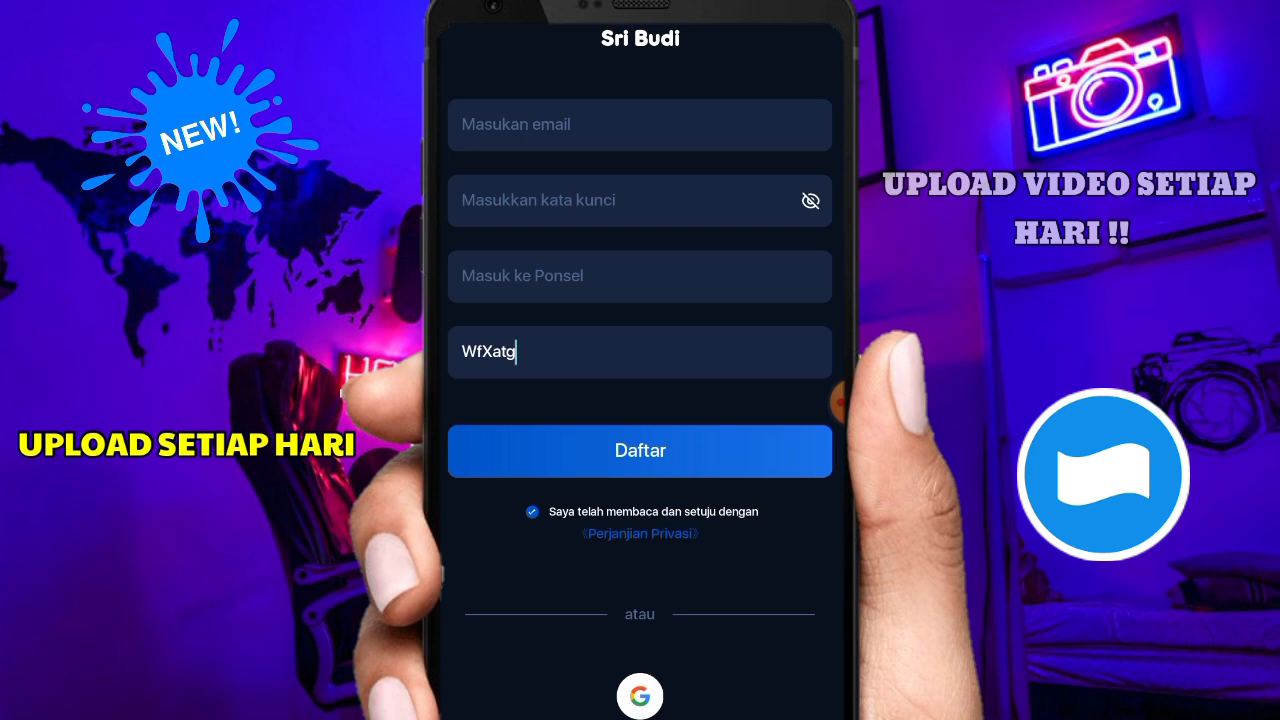 Sri Budi
NEW!
Masukan email
Masukkan kata kunci
UPLOAD VIDEO SETIAP
HARI !!
Masuk ke Ponsel
WfXatg
UPLOAD SETIAP HARI
Daftar
Saya telah membaca dan setuju dengan
《Perjanjian Privasi》
atau
G